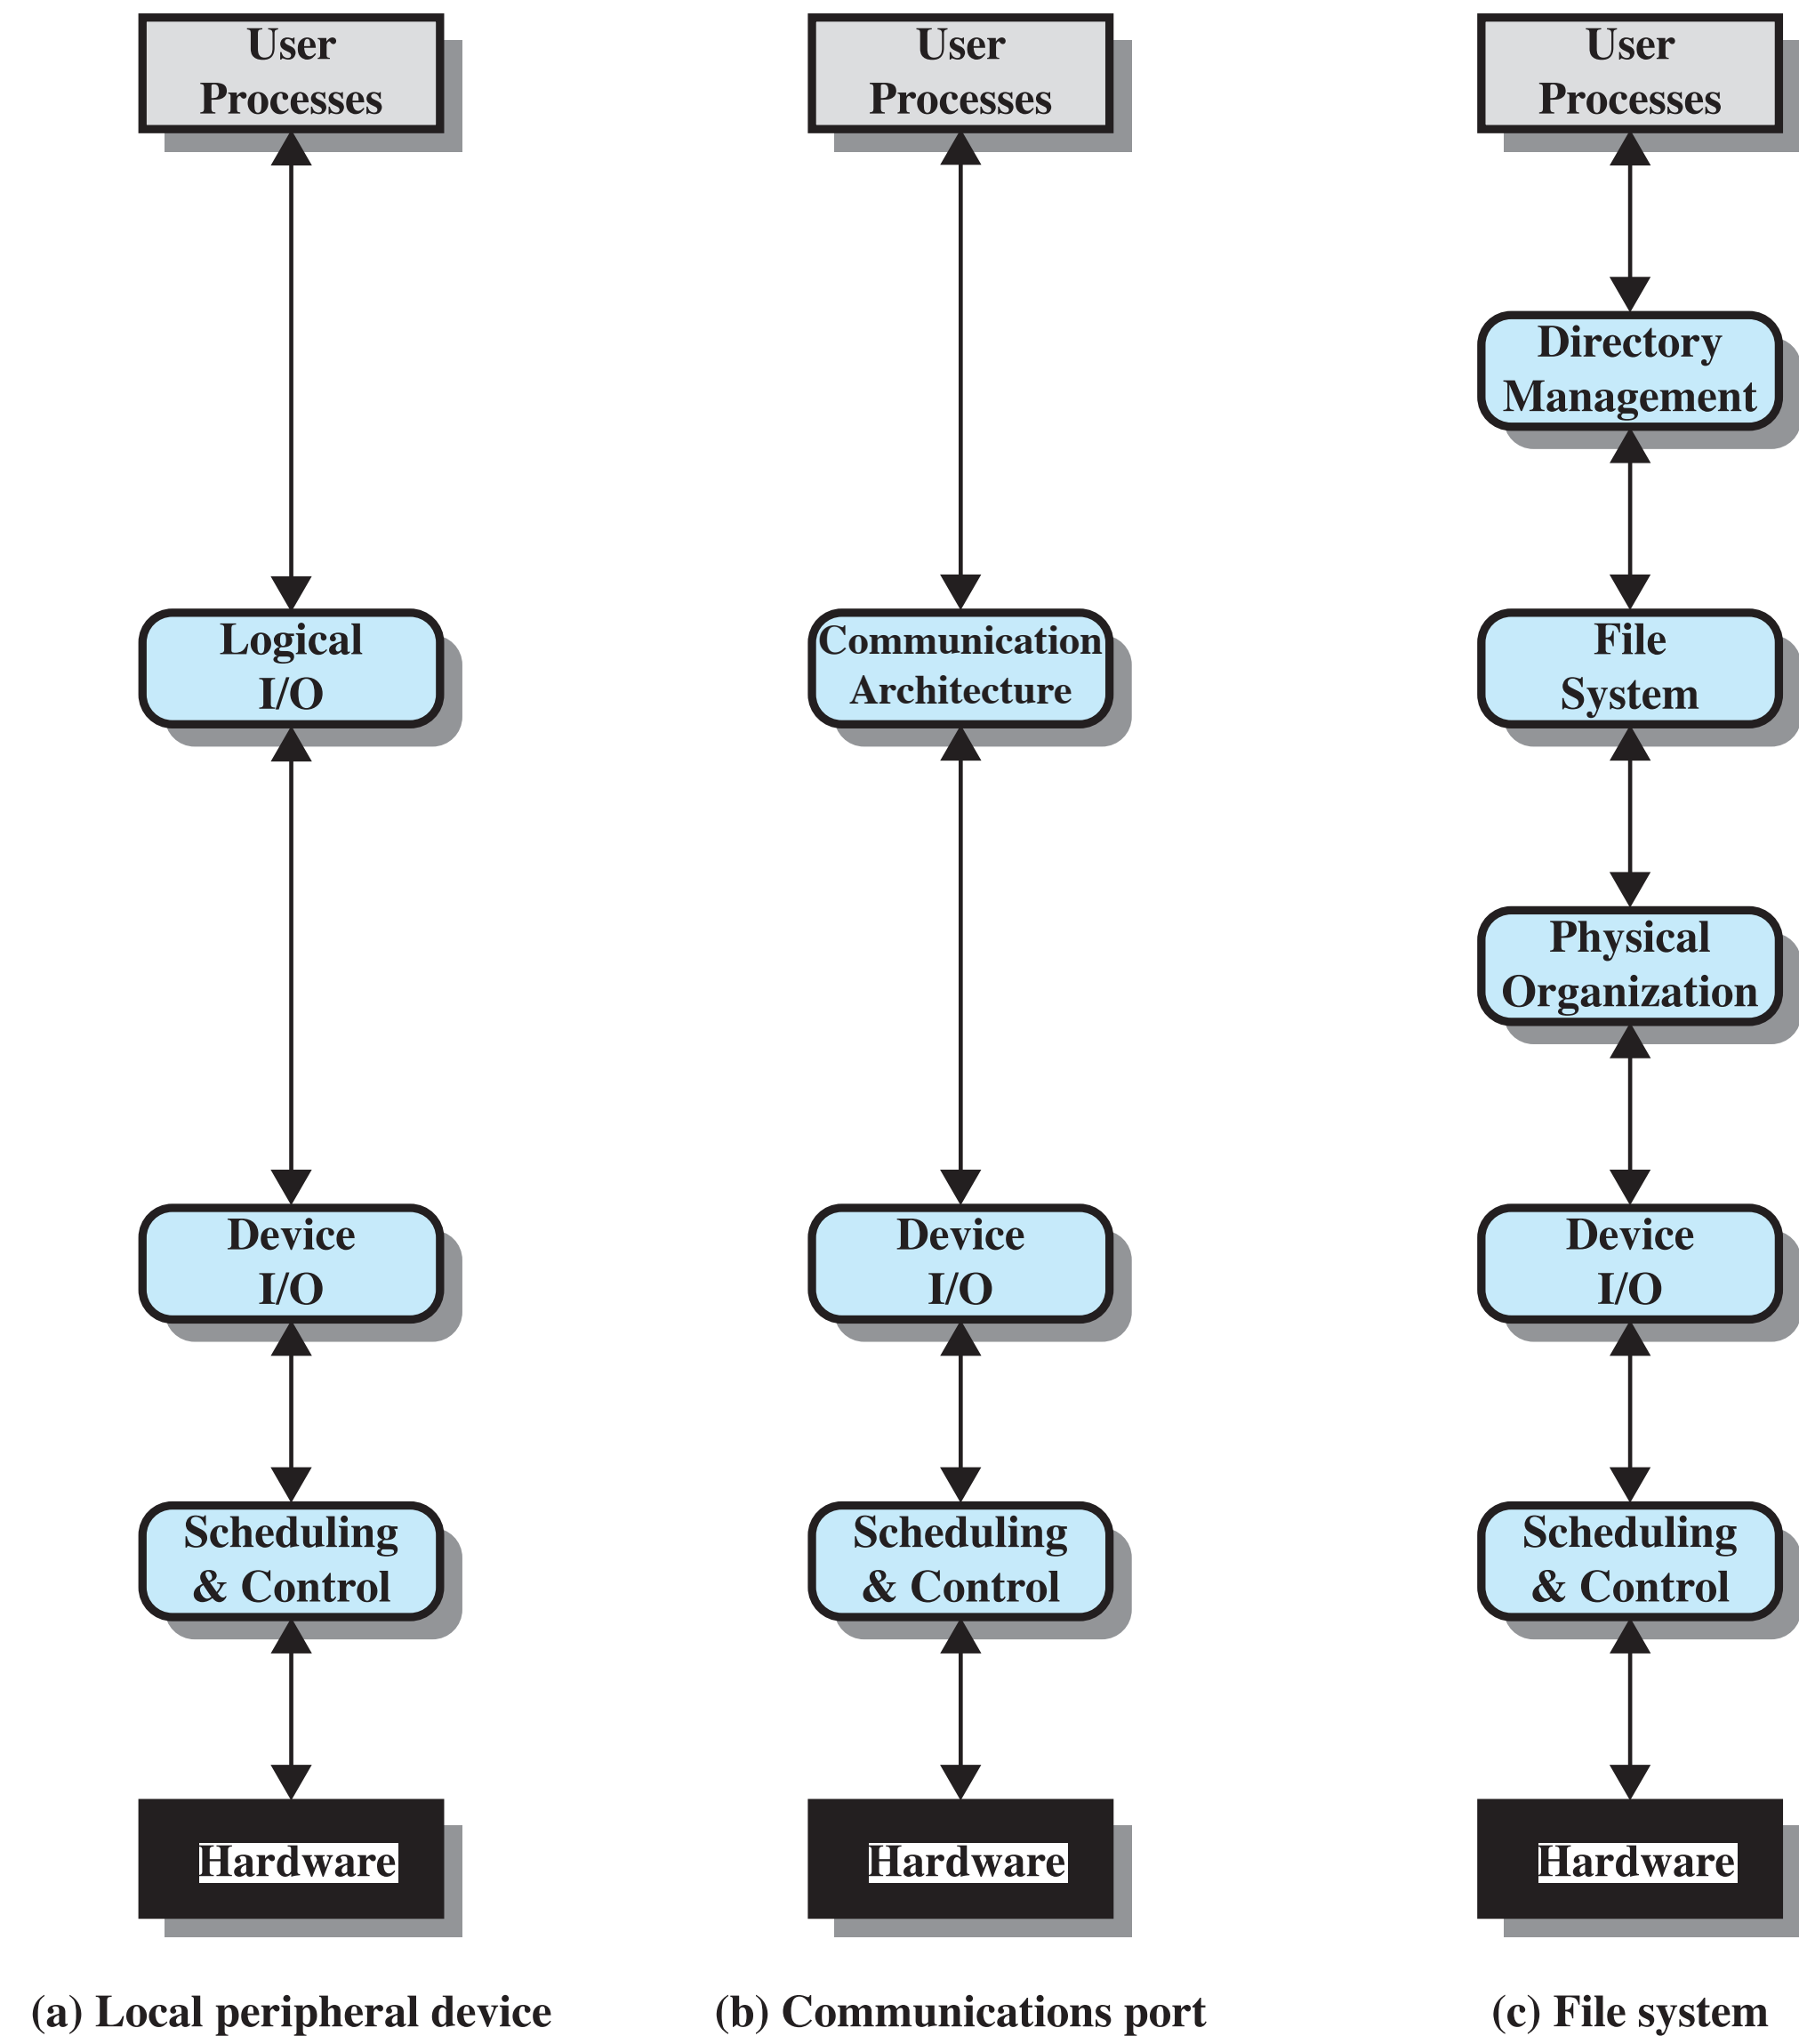 User
Processes
Logical
I/O
Device
I/O
Scheduling
& Control
Hardware
(a) Local peripheral device
User
Processes
Communication
Architecture
Device
I/O
Scheduling
& Control
Hardware
(b) Communications port
User
Processes
Directory
Management
File
System
Physical
Organization
Device
I/O
Scheduling
& Control
Hardware
(c) File system